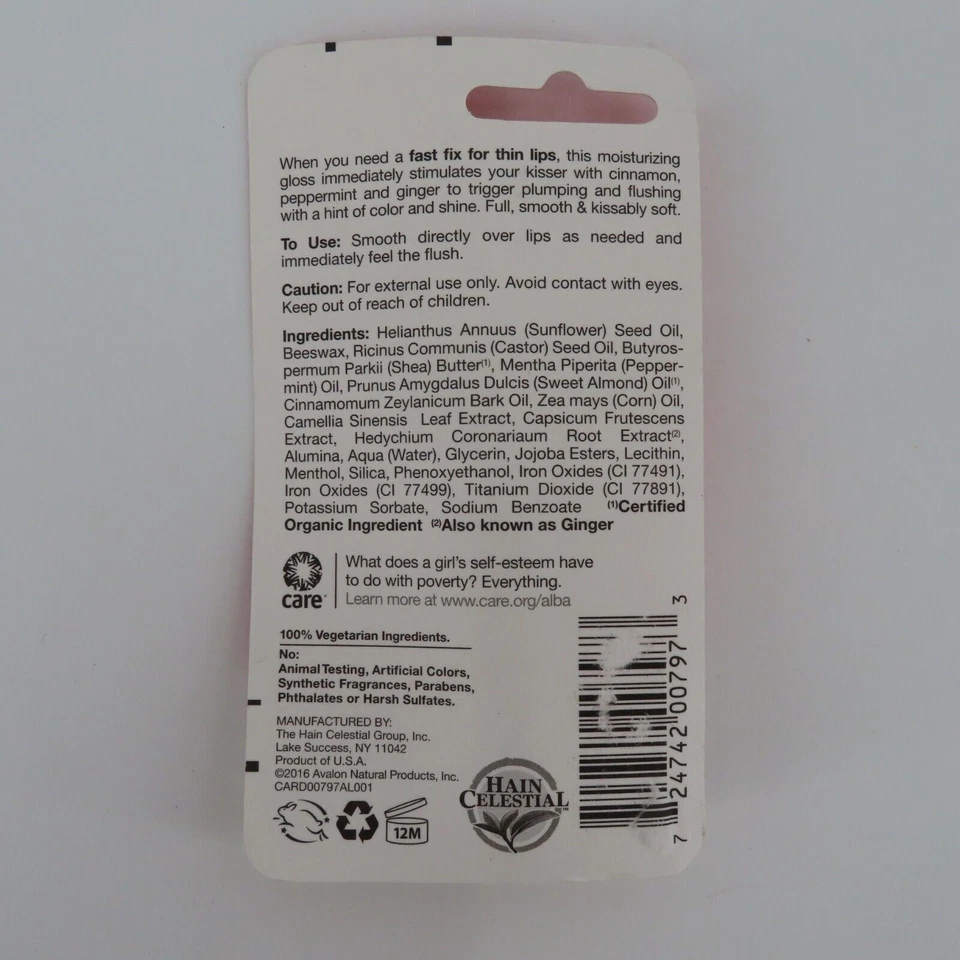 When you need a fast fix for thin lips, this moisturizing
gloss immediately stimulates your kisser with cinnamon,
peppermint and ginger to trigger plumping and flushing
with a hint of color and shine. Full, smooth & kissably soft.
To Use: Smooth directly over lips as needed and
immediately feel the flush.
Caution: For external use only. Avoid contact with eyes.
Keep out of reach of children.
Ingredients: Helianthus Annuus (Sunflower) Seed Oil,
Beeswax, Ricinus Communis (Castor) Seed Oil, Butyros-
permum Parkii (Shea) Butter(1), Mentha Piperita (Pepper-
mint) Oil, Prunus Amygdalus Dulcis (Sweet Almond) Oil(1),
Cinnamomum Zeylanicum Bark Oil, Zea mays (Corn) Oil,
Camellia Sinensis Leaf Extract, Capsicum Frutescens
Extract, Hedychium Coronariaum Root Extract(2),
Alumina, Aqua (Water), Glycerin, Jojoba Esters, Lecithin,
Menthol, Silica, Phenoxyethanol, Iron Oxides (CI 77491),
Iron Oxides (CI 77499), Titanium Dioxide (CI 77891),
Potassium Sorbate, Sodium Benzoate (1)Certified
Organic Ingredient (2)Also known as Ginger
care
What does a girl's self-esteem have
to do with poverty? Everything.
Learn more at www.care.org/alba
100% Vegetarian Ingredients.
No:
Animal Testing, Artificial Colors,
Synthetic Fragrances, Parabens,
Phthalates or Harsh Sulfates.
MANUFACTURED BY:
The Hain Celestial Group, Inc.
Lake Success, NY 11042
Product of U.S.A.
©2016 Avalon Natural Products, Inc.
CARD00797AL001
12M
HAIN
CELESTIAL™
7 24742 00797 3